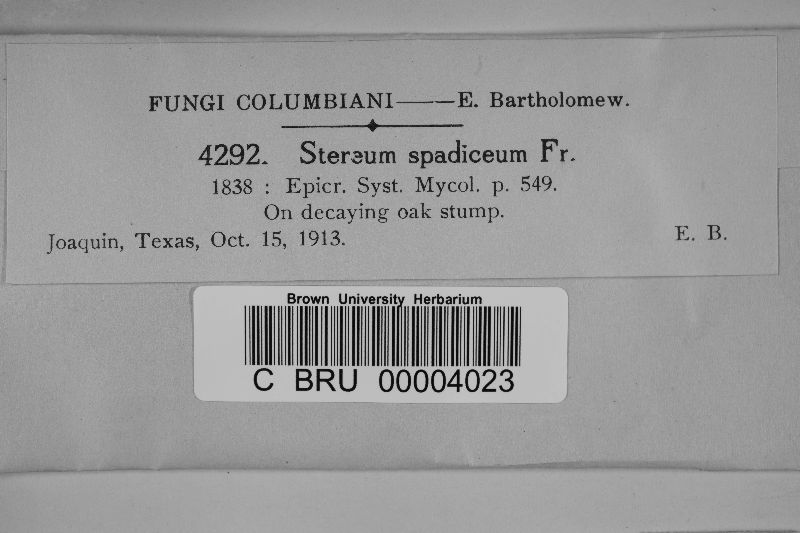 FUNGI COLUMBIANI——E. Bartholomew.
4292. Stereum spadiceum Fr.
1838 : Epicr. Syst. Mycol. p. 549.
On decaying oak stump.
Joaquin, Texas, Oct. 15, 1913. E. B.
Brown University Herbarium
C BRU 00004023